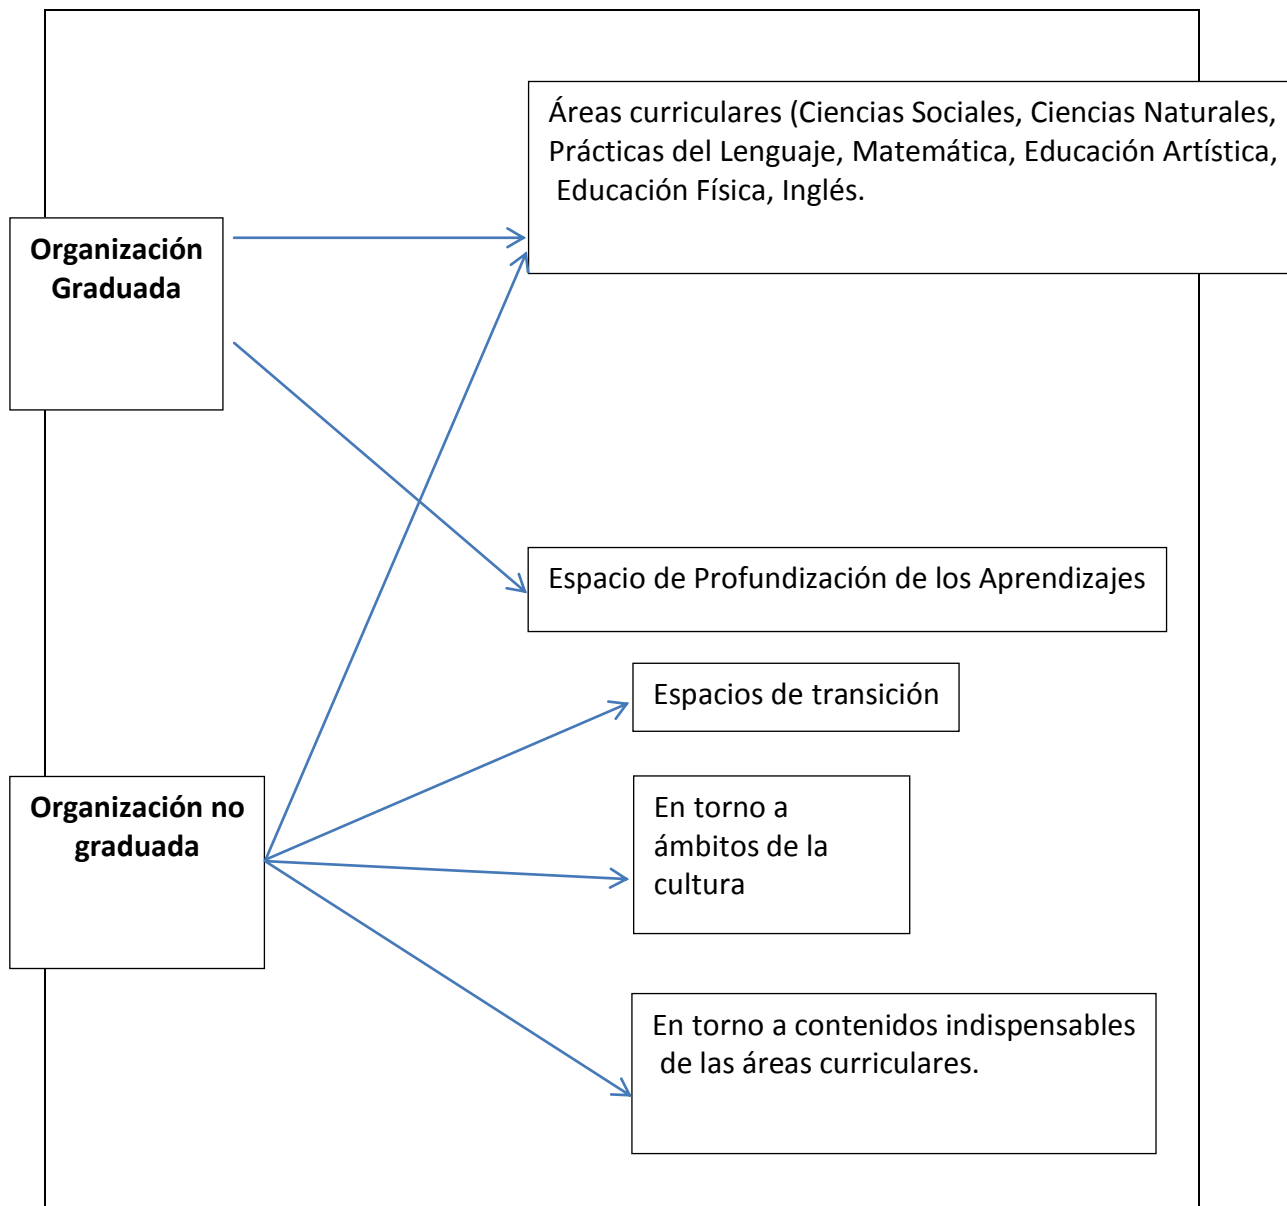 Áreas curriculares (Ciencias Sociales, Ciencias Naturales,
Prácticas del Lenguaje, Matemática, Educación Artística,
Educación Física, Inglés.
Organización
Graduada
Espacio de Profundización de los Aprendizajes
Espacios de transición
Organización no
graduada
En torno a
ámbitos de la
cultura
En torno a contenidos indispensables
de las áreas curriculares.